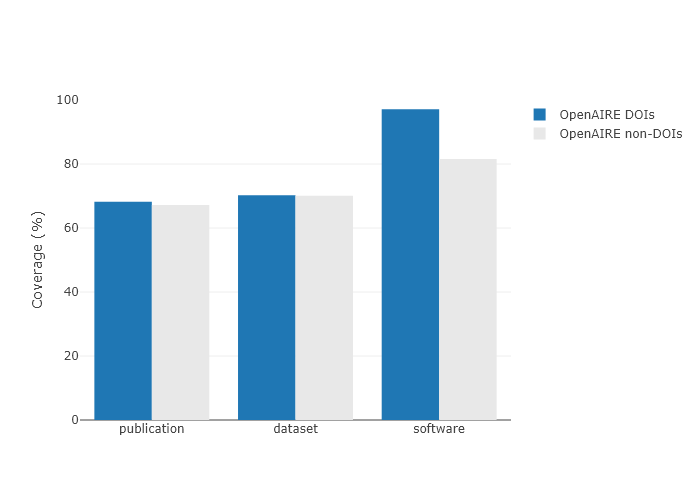 100
80
60
40
20
0
Coverage (%)
publication
dataset
software
OpenAIRE DOIs
OpenAIRE non-DOIs